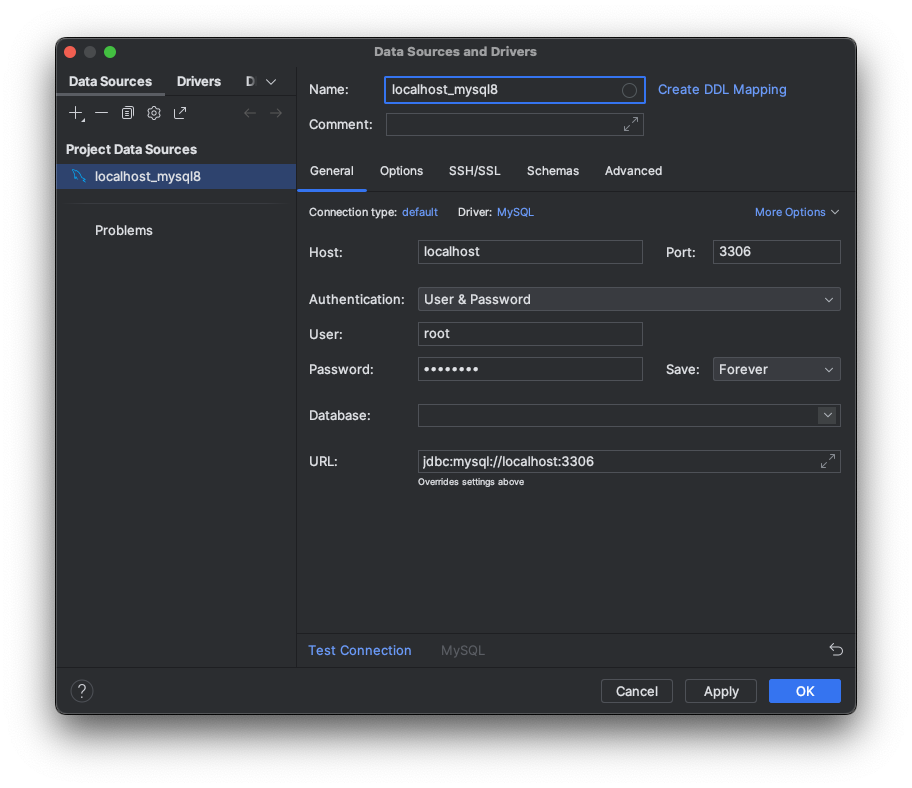 Data Sources and Drivers
Data Sources Drivers
Name: localhost_mysql8 Create DDL Mapping
Comment:
Project Data Sources
localhost_mysql8
Problems
General Options SSH/SSL Schemas Advanced
Connection type: default Driver: MySQL More Options
Host: localhost Port: 3306
Authentication: User & Password
User: root
Password: •••••••• Save: Forever
Database:
URL: jdbc:mysql://localhost:3306
Overrides settings above
Test Connection MySQL
? Cancel Apply OK